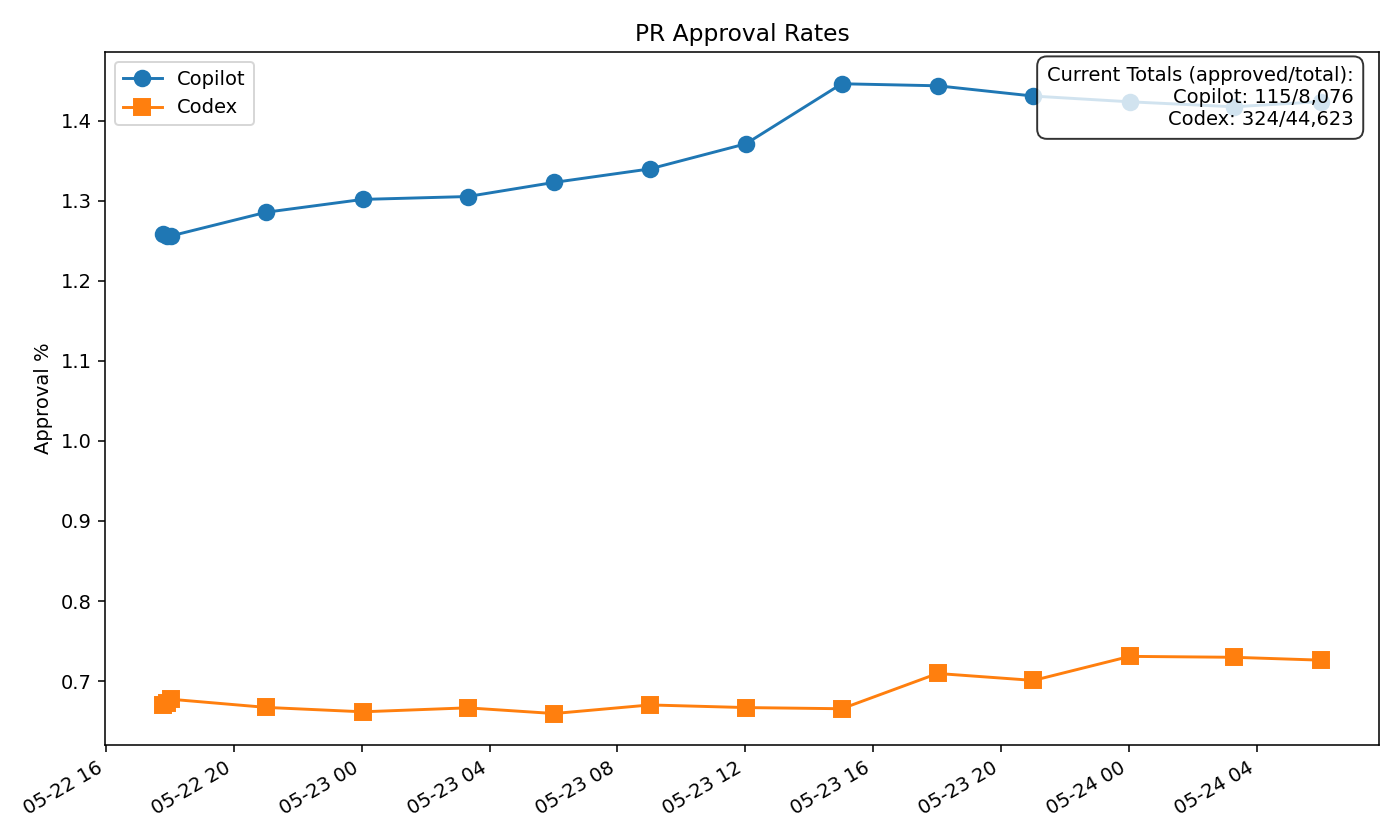 PR Approval Rates
Copilot
Codex
Current Totals (approved/total):
Copilot: 115/8,076
Codex: 324/44,623
Approval %
1.4
1.3
1.2
1.1
1.0
0.9
0.8
0.7
05-22 16
05-22 20
05-23 00
05-23 04
05-23 08
05-23 12
05-23 16
05-23 20
05-24 00
05-24 04